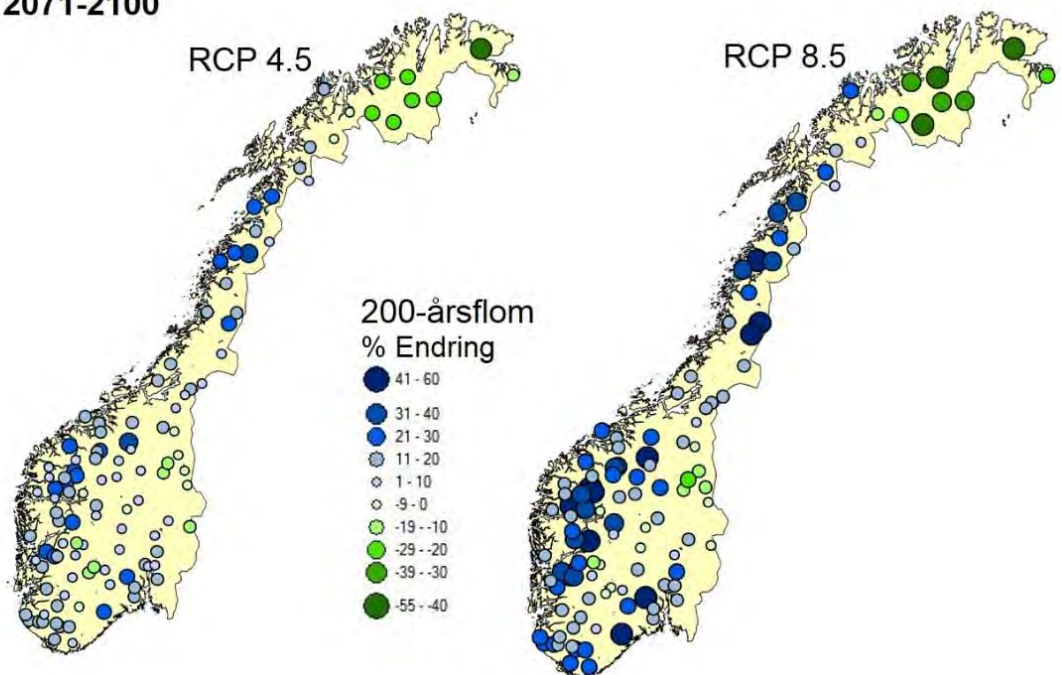 2071-2100
RCP 4.5
RCP 8.5
200-årsflom
% Endring
41 - 60
31 - 40
21 - 30
11 - 20
1 - 10
-9 - 0
-19 - -10
-29 - -20
-39 - -30
-55 - -40